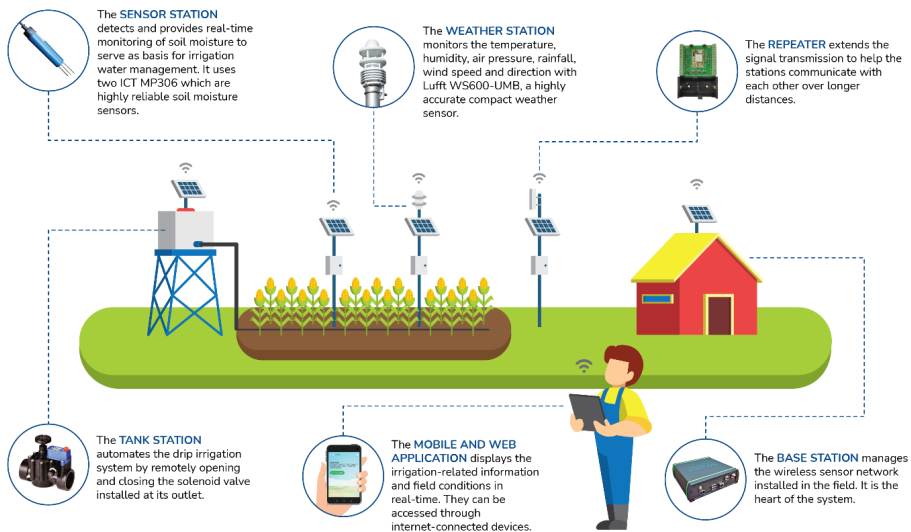 The SENSOR STATION
detects and provides real-time
monitoring of soil moisture to
serve as basis for irrigation
water management. It uses
two ICT MP306 which are
highly reliable soil moisture
sensors.
The WEATHER STATION
monitors the temperature,
humidity, air pressure, rainfall,
wind speed and direction with
Lufft WS600-UMB, a highly
accurate compact weather
sensor.
The REPEATER extends the
signal transmission to help the
stations communicate with
each other over longer
distances.
The TANK STATION
automates the drip irrigation
system by remotely opening
and closing the solenoid valve
installed at its outlet.
The MOBILE AND WEB
APPLICATION displays the
irrigation-related information
and field conditions in
real-time. They can be
accessed through
internet-connected devices.
The BASE STATION manages
the wireless sensor network
installed in the field. It is the
heart of the system.